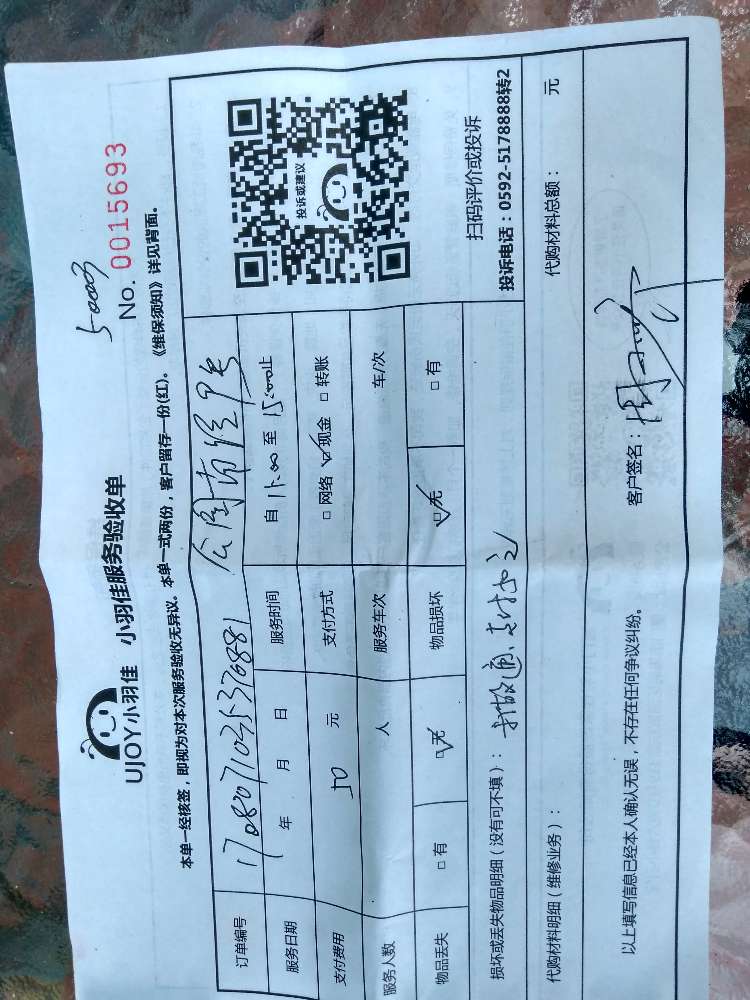 UJOY小羽佳 小羽佳服务验收单
50003
No. 0015693
本单一经核签，即视为对本次服务验收无异议。本单一式两份，客户留存一份(红)。《维保须知》详见背面。
订单编号
服务日期 年 月 日 服务时间 自 11:00 至 15:00止
支付费用 50 元 支付方式 □ 网络 □ 现金 □ 转账
服务人数 人 服务车次 车/次
物品丢失 □ 有 □ 无 物品损坏 □ 无 □ 有
投诉或建议
扫码评价或投诉
投诉电话：0592-5178888转2
损坏或丢失物品明细（没有可不填）：
代购材料明细（维修业务）： 代购材料总额： 元
以上填写信息已经本人确认无误，不存在任何争议纠纷。 客户签名：